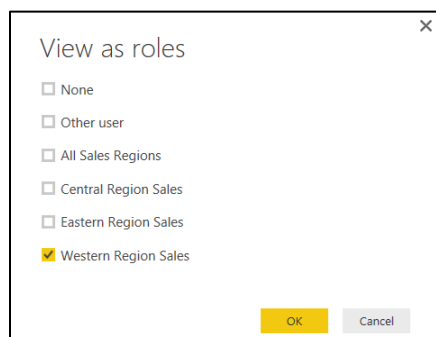 View as roles
None
Other user
All Sales Regions
Central Region Sales
Eastern Region Sales
Western Region Sales
OK Cancel